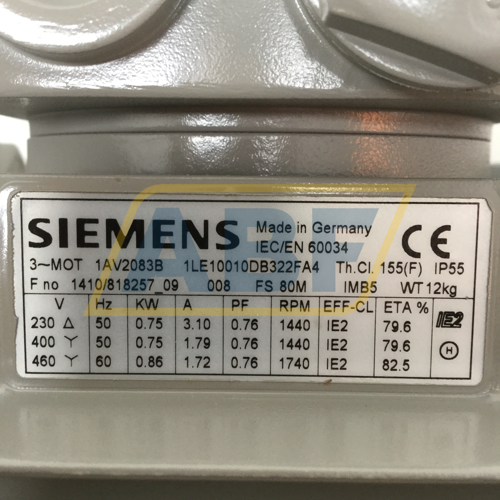 SIEMENS Made in Germany
IEC/EN 60034 CE
3~MOT 1AV2083B 1LE10010DB322FA4 Th.Cl. 155(F) IP55
F no 1410/818257_09 008 FS 80M IMB5 WT 12kg
V Hz KW A PF RPM EFF-CL ETA %
230 Δ 50 0.75 3.10 0.76 1440 IE2 79.6 IE2
400 Y 50 0.75 1.79 0.76 1440 IE2 79.6
460 Y 60 0.86 1.72 0.76 1740 IE2 82.5 H
ABF